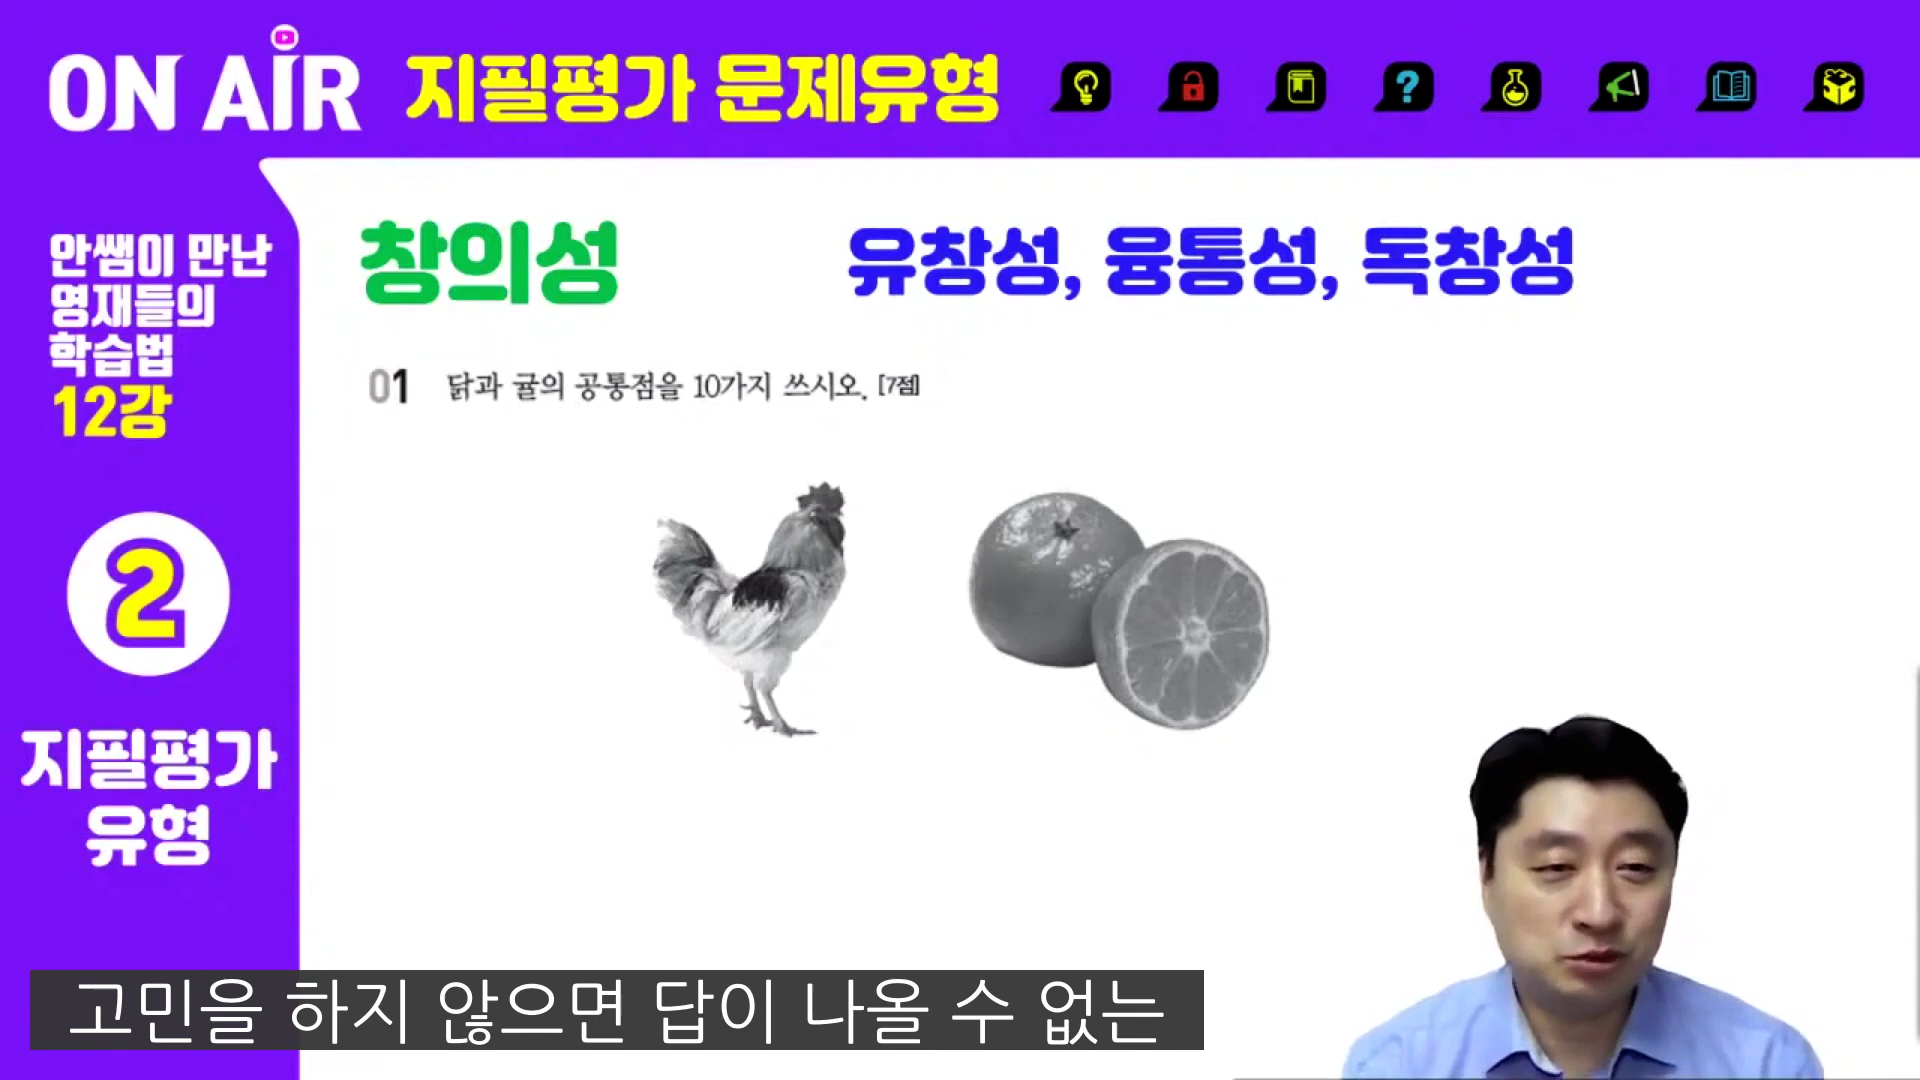 ON AIR 지필평가 문제유형
안쌤이 만난
영재들의
학습법
12강
2
지필평가
유형
창의성 유창성, 융통성, 독창성
01 닭과 귤의 공통점을 10가지 쓰시오. [7점]
고민을 하지 않으면 답이 나올 수 없는